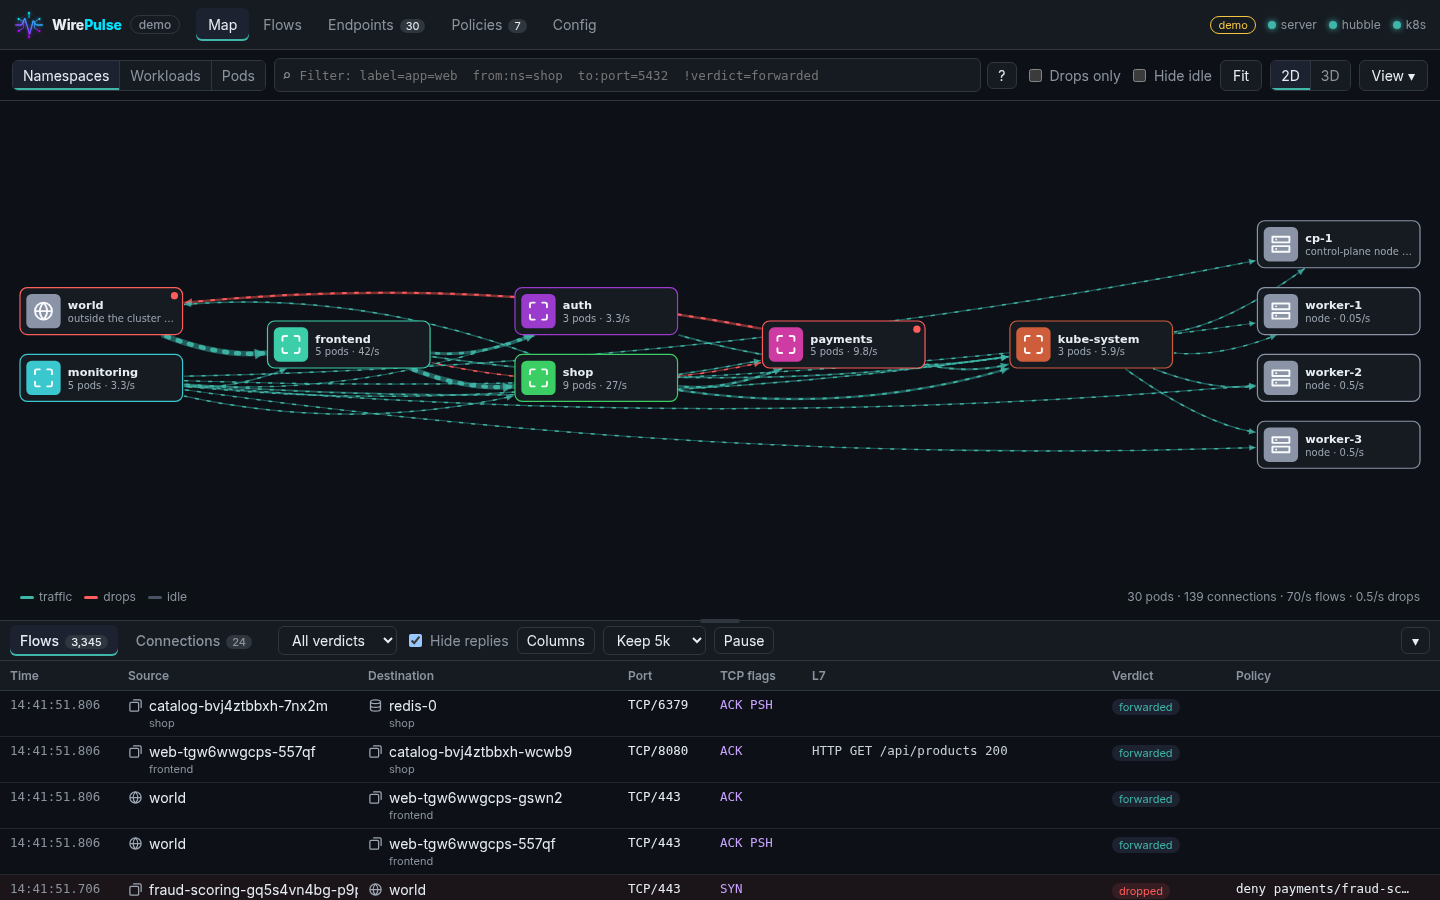 WirePulse demo Map Flows Endpoints 30 Policies 7 Config demo server hubble k8s
Namespaces Workloads Pods Filter: label=app=web from:ns=shop to:port=5432 !verdict=forwarded ? Drops only Hide idle Fit 2D 3D View ▾
cp-1
control-plane node ...
world
outside the cluster ...
auth
3 pods · 3.3/s
worker-1
node · 0.05/s
frontend
5 pods · 42/s
payments
5 pods · 9.8/s
kube-system
3 pods · 5.9/s
monitoring
5 pods · 3.3/s
shop
9 pods · 27/s
worker-2
node · 0.5/s
worker-3
node · 0.5/s
traffic drops idle 30 pods · 139 connections · 70/s flows · 0.5/s drops
Flows 3,345 Connections 24 All verdicts Hide replies Columns Keep 5k Pause ▾
Time Source Destination Port TCP flags L7 Verdict Policy
14:41:51.806 catalog-bvj4ztbbxh-7nx2m redis-0 TCP/6379 ACK PSH forwarded
shop shop
14:41:51.806 web-tgw6wwgcps-557qf catalog-bvj4ztbbxh-wcwb9 TCP/8080 ACK HTTP GET /api/products 200 forwarded
frontend shop
14:41:51.806 world web-tgw6wwgcps-gswn2 TCP/443 ACK forwarded
frontend
14:41:51.806 world web-tgw6wwgcps-557qf TCP/443 ACK PSH forwarded
frontend
14:41:51.706 fraud-scoring-gq5s4vn4bg-p9p world TCP/443 SYN dropped deny payments/fraud-sc…